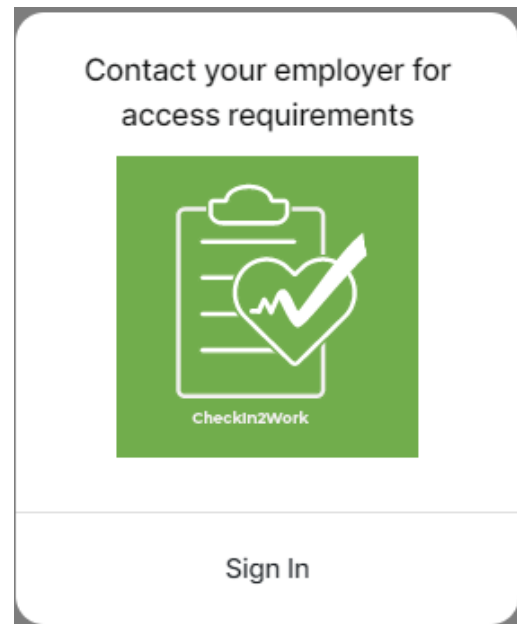 Contact your employer for
access requirements
CheckIn2Work
Sign In